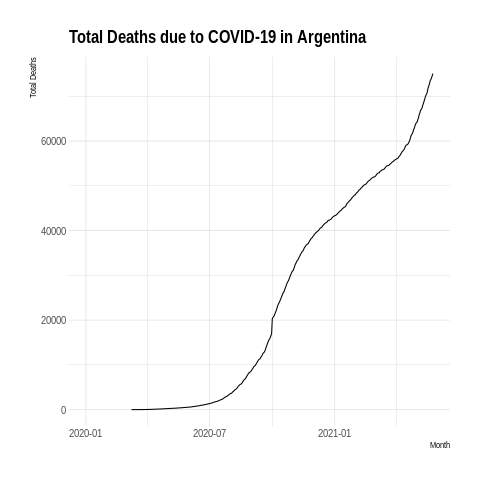 Total Deaths due to COVID-19 in Argentina
Total Deaths
60000
40000
20000
0
2020-01
2020-07
2021-01
Month